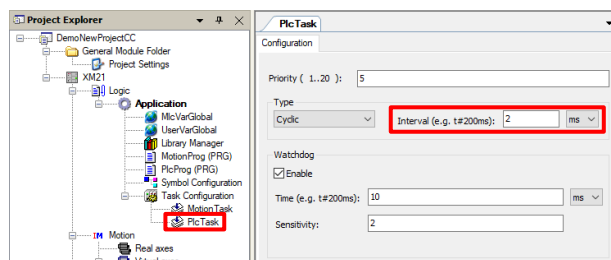 Project Explorer
DemoNewProjectCC
General Module Folder
Project Settings
XM21
Logic
Application
MlcVarGlobal
UserVarGlobal
Library Manager
MotionProg (PRG)
PlcProg (PRG)
Symbol Configuration
Task Configuration
MotionTask
PlcTask
IM Motion
Real axes
PlcTask
Configuration
Priority ( 1..20 ): 5
Type
Cyclic Interval (e.g. t#200ms): 2 ms
Watchdog
Enable
Time (e.g. t#200ms): 10 ms
Sensitivity: 2